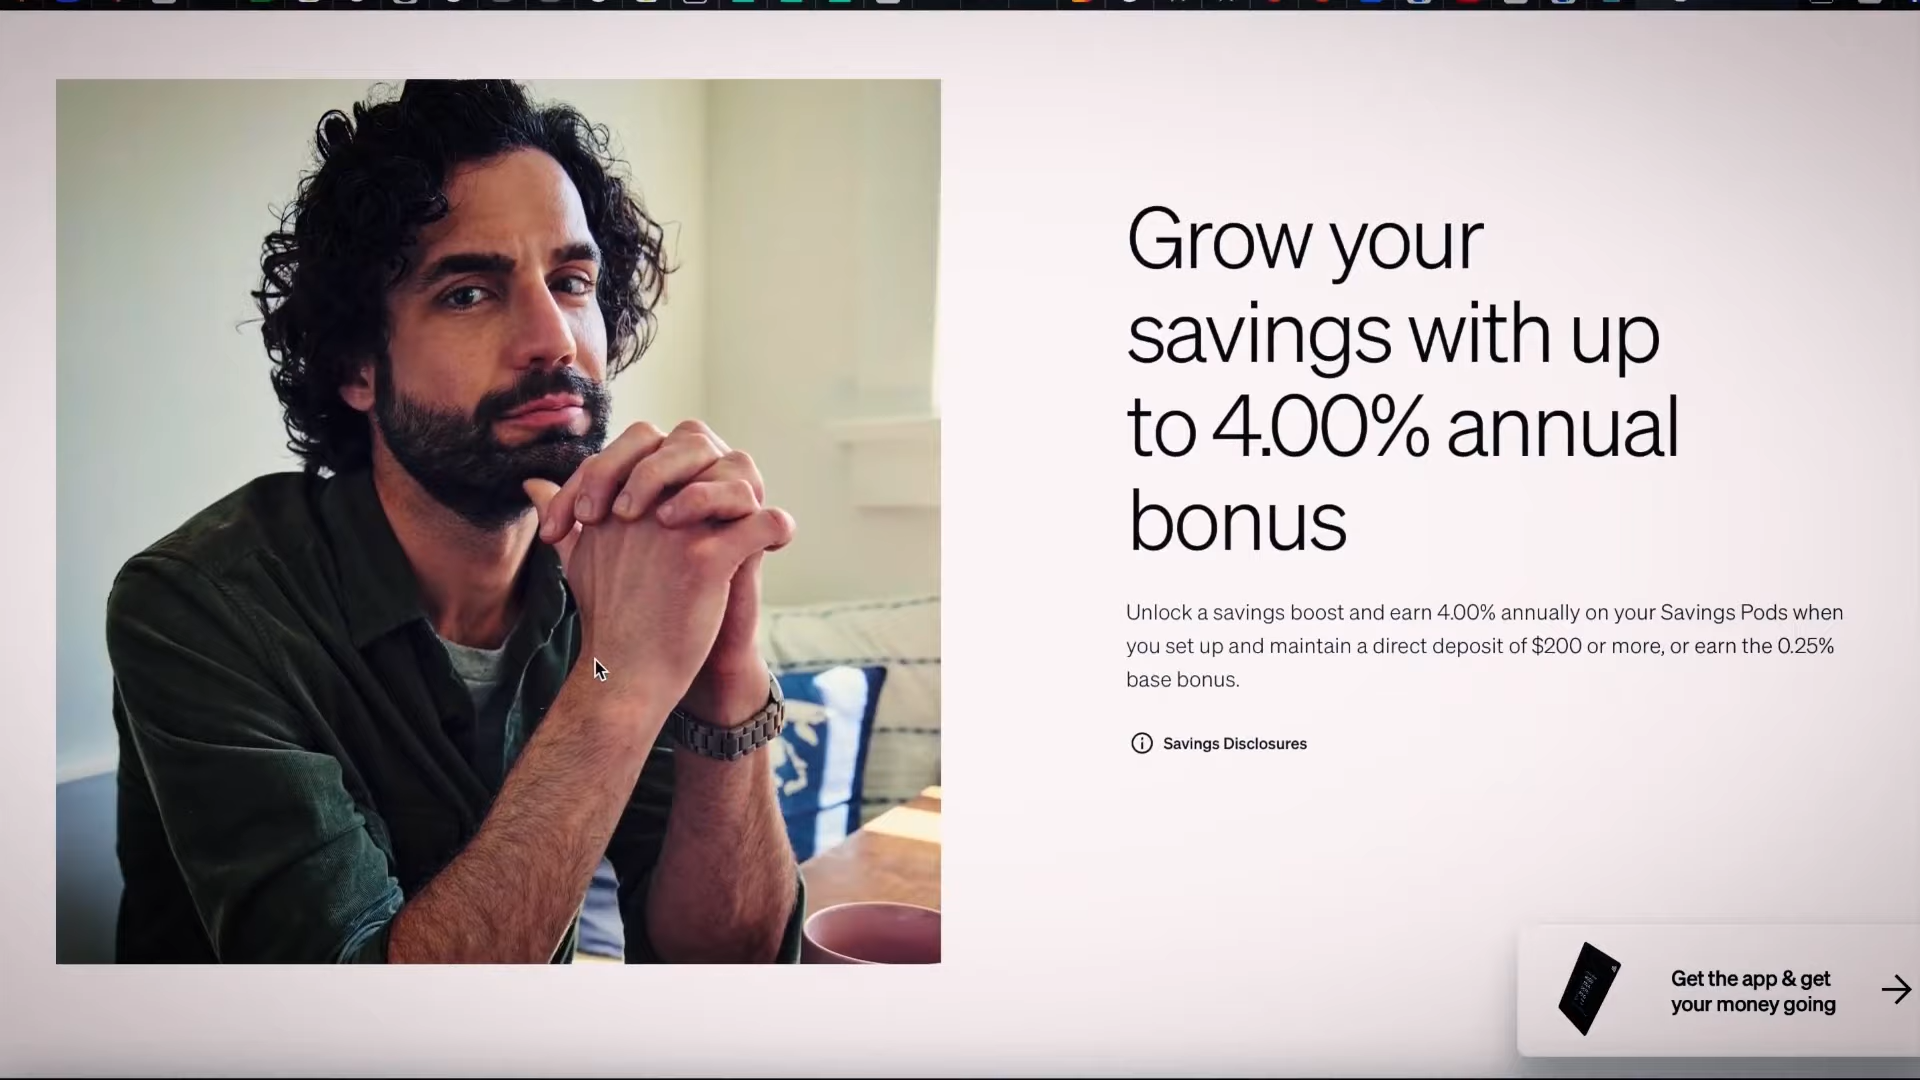 Grow your
savings with up
to 4.00% annual
bonus
Unlock a savings boost and earn 4.00% annually on your Savings Pods when
you set up and maintain a direct deposit of $200 or more, or earn the 0.25%
base bonus.
Savings Disclosures
Get the app & get
your money going